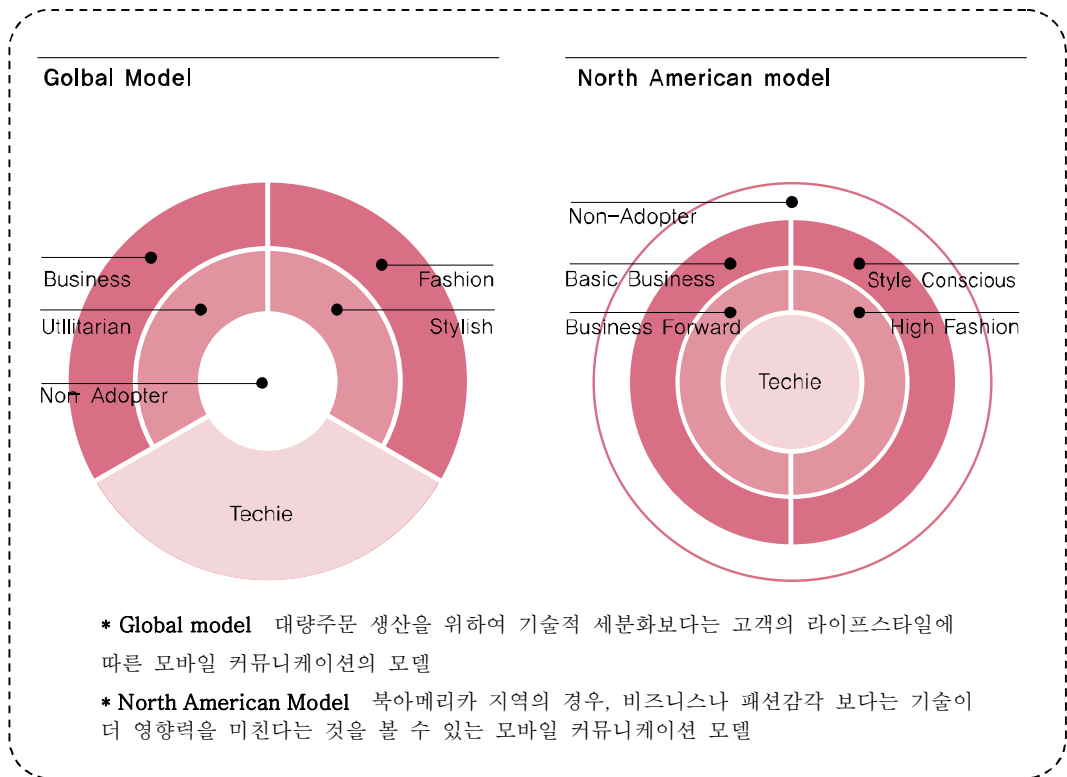 Golbal Model
North American model
Business
Fashion
Utllitarian
Stylish
Non Adopter
Techie
Non-Adopter
Basic Business
Style Conscious
Business Forward
High Fashion
Techie
* Global model 대량주문 생산을 위하여 기술적 세분화보다는 고객의 라이프스타일에
따른 모바일 커뮤니케이션의 모델
* North American Model 북아메리카 지역의 경우, 비즈니스나 패션감각 보다는 기술이
더 영향력을 미친다는 것을 볼 수 있는 모바일 커뮤니케이션 모델